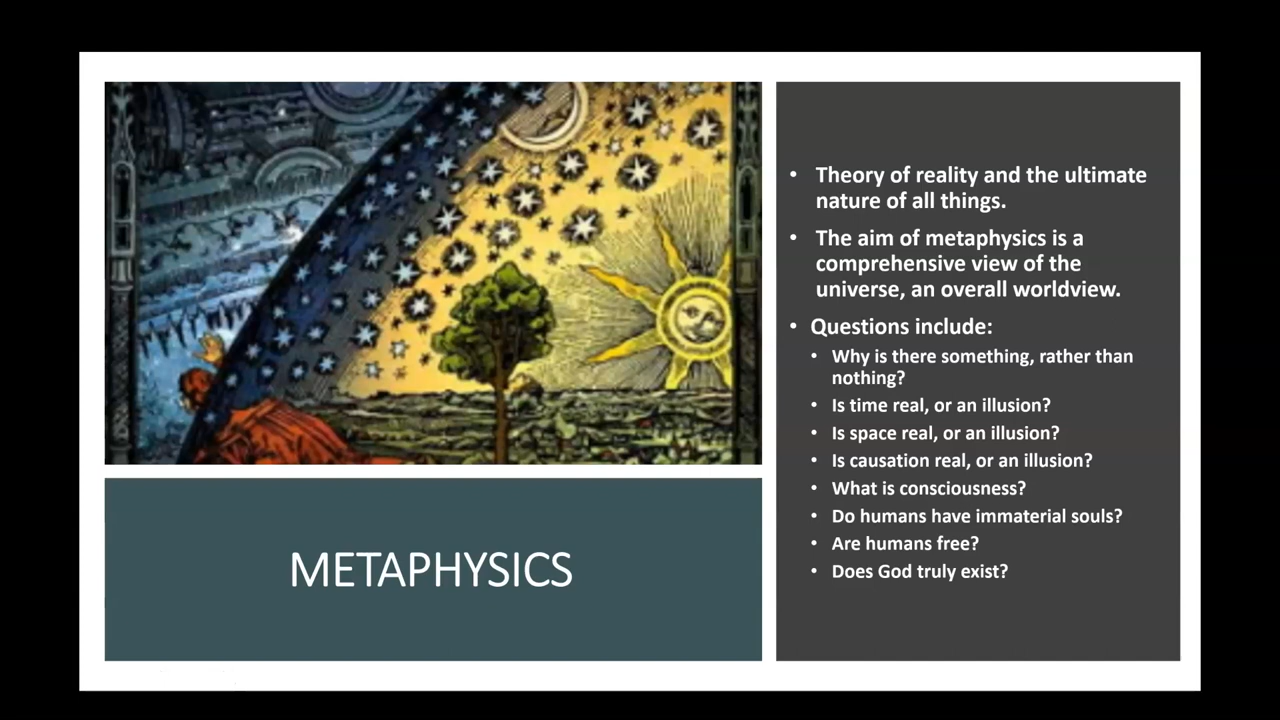 METAPHYSICS
• Theory of reality and the ultimate
nature of all things.
• The aim of metaphysics is a
comprehensive view of the
universe, an overall worldview.
• Questions include:
• Why is there something, rather than
nothing?
• Is time real, or an illusion?
• Is space real, or an illusion?
• Is causation real, or an illusion?
• What is consciousness?
• Do humans have immaterial souls?
• Are humans free?
• Does God truly exist?